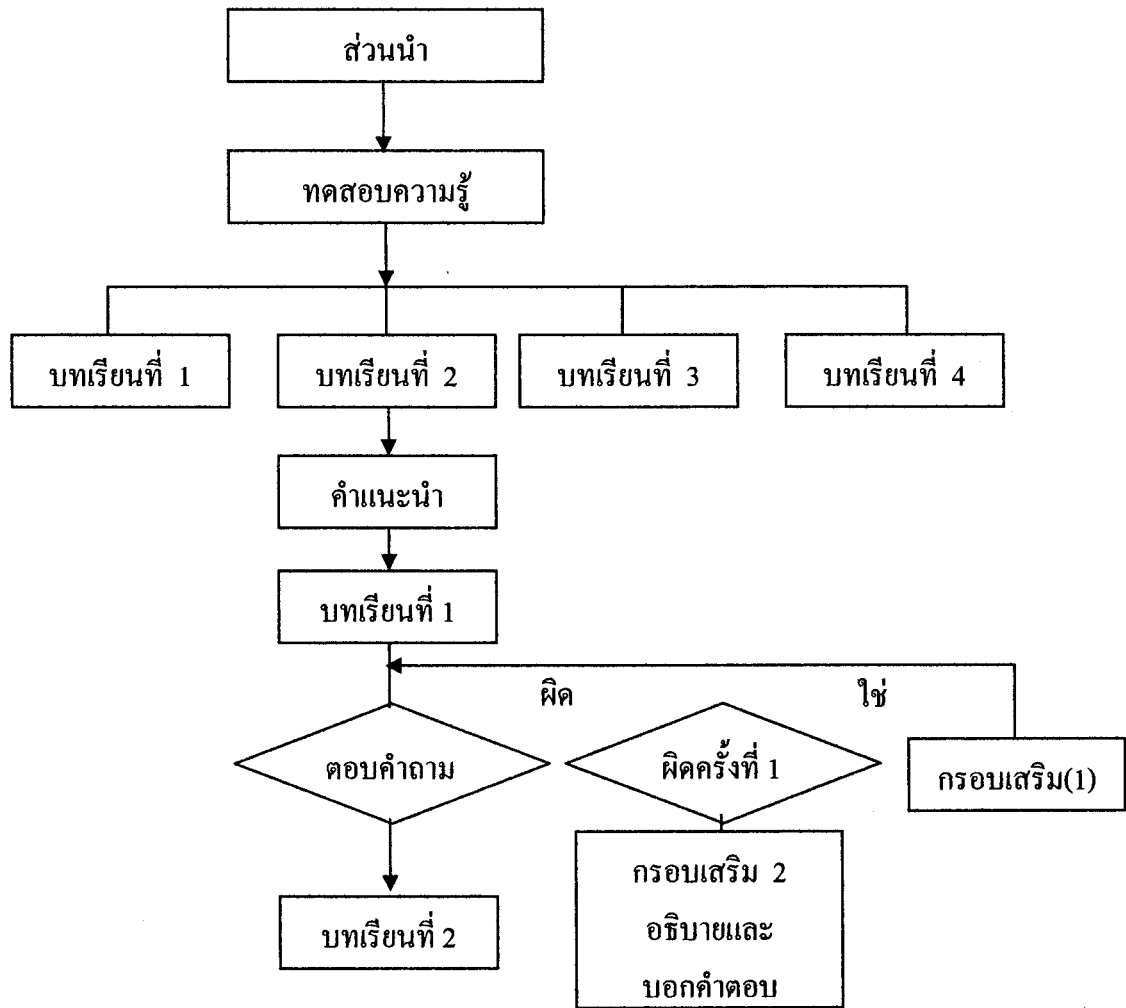 ส่วนนำ
ทดสอบความรู้
บทเรียนที่ 1
บทเรียนที่ 2
บทเรียนที่ 3
บทเรียนที่ 4
คำแนะนำ
บทเรียนที่ 1
ผิด
ใช่
ตอบคำถาม
ผิดครั้งที่ 1
กรอบเสริม(1)
กรอบเสริม 2
อธิบายและ
บอกคำตอบ
บทเรียนที่ 2